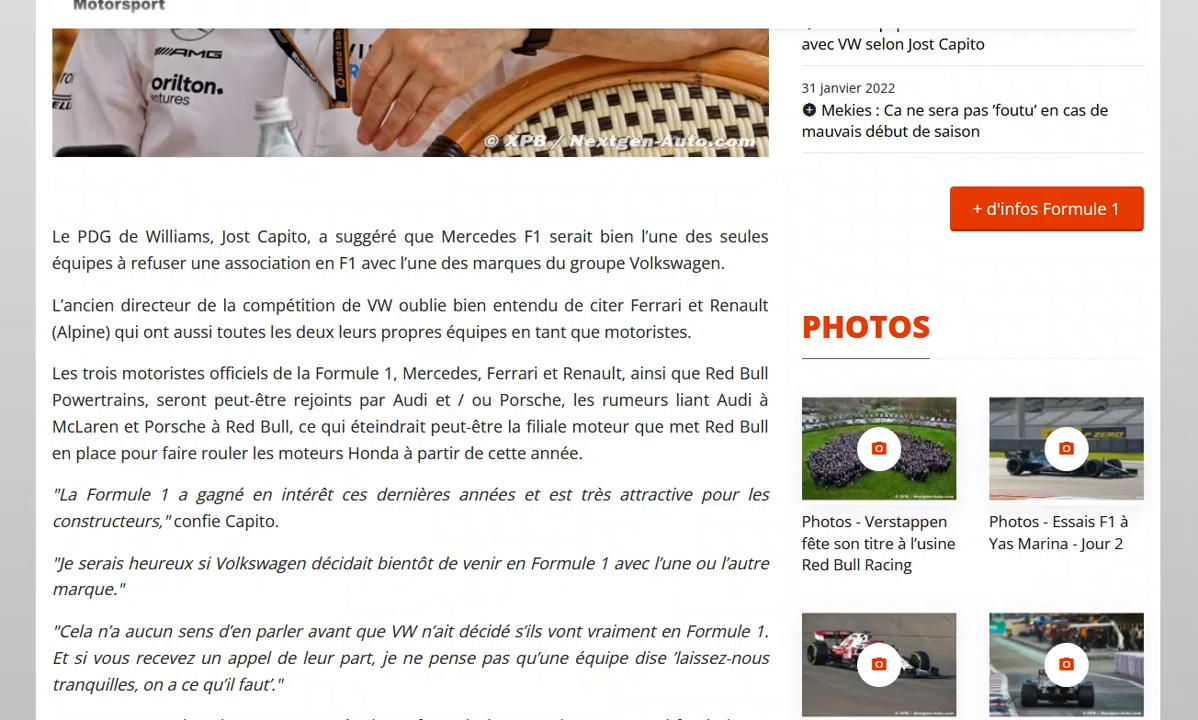 Motorsport
AMG
orilton.
entures
© XPB / Nextgen-Auto.com
Le PDG de Williams, Jost Capito, a suggéré que Mercedes F1 serait bien l’une des seules
équipes à refuser une association en F1 avec l’une des marques du groupe Volkswagen.
L’ancien directeur de la compétition de VW oublie bien entendu de citer Ferrari et Renault
(Alpine) qui ont aussi toutes les deux leurs propres équipes en tant que motoristes.
Les trois motoristes officiels de la Formule 1, Mercedes, Ferrari et Renault, ainsi que Red Bull
Powertrains, seront peut-être rejoints par Audi et / ou Porsche, les rumeurs liant Audi à
McLaren et Porsche à Red Bull, ce qui éteindrait peut-être la filiale moteur que met Red Bull
en place pour faire rouler les moteurs Honda à partir de cette année.
"La Formule 1 a gagné en intérêt ces dernières années et est très attractive pour les
constructeurs," confie Capito.
"Je serais heureux si Volkswagen décidait bientôt de venir en Formule 1 avec l’une ou l’autre
marque."
"Cela n’a aucun sens d’en parler avant que VW n’ait décidé s’ils vont vraiment en Formule 1.
Et si vous recevez un appel de leur part, je ne pense pas qu’une équipe dise ’laissez-nous
tranquilles, on a ce qu’il faut’."
avec VW selon Jost Capito
31 janvier 2022
Mekies : Ca ne sera pas ’foutu’ en cas de
mauvais début de saison
+ d'infos Formule 1
PHOTOS
Photos - Verstappen
fête son titre à l’usine
Red Bull Racing
Photos - Essais F1 à
Yas Marina - Jour 2